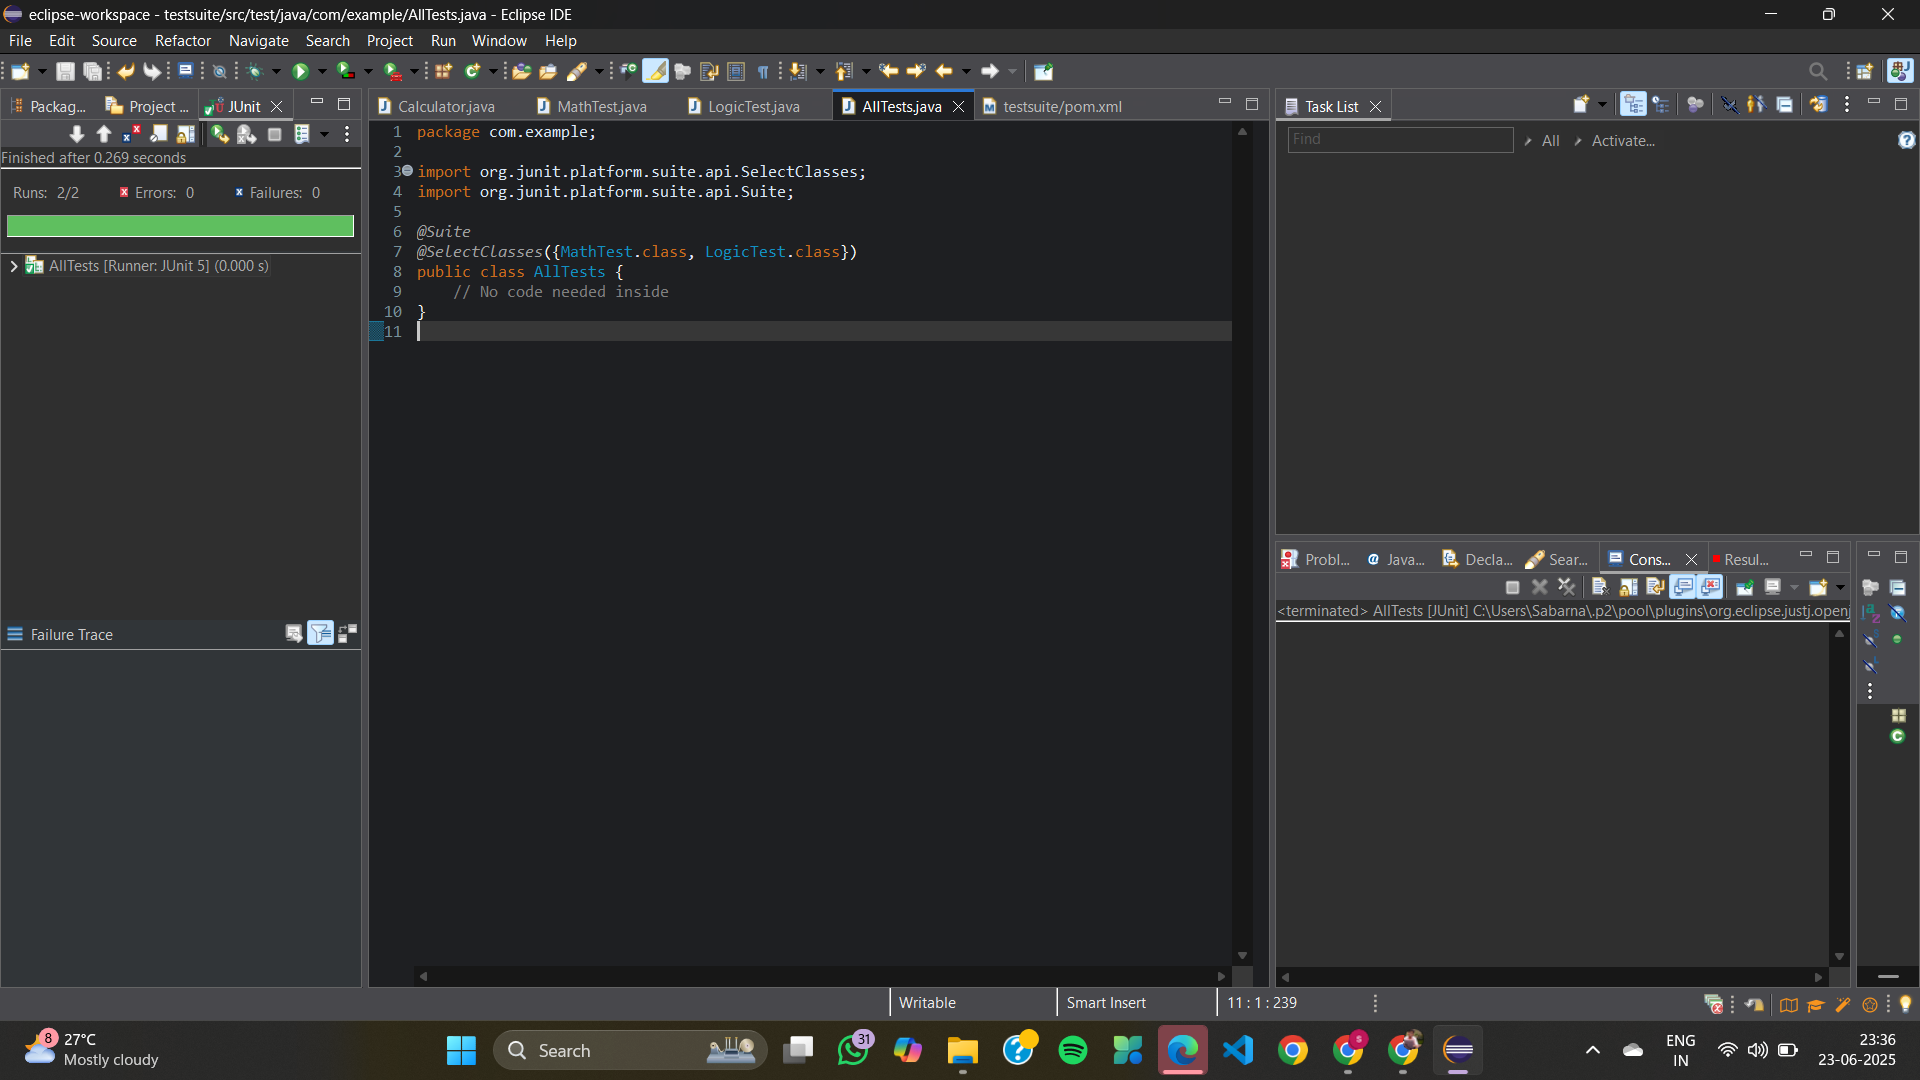 eclipse-workspace - testsuite/src/test/java/com/example/AllTests.java - Eclipse IDE
File Edit Source Refactor Navigate Search Project Run Window Help
Packag... Project ... JUnit
Finished after 0.269 seconds
Runs: 2/2 Errors: 0 Failures: 0
AllTests [Runner: JUnit 5] (0.000 s)
Failure Trace
Calculator.java MathTest.java LogicTest.java AllTests.java testsuite/pom.xml
1 package com.example;
2
3 import org.junit.platform.suite.api.SelectClasses;
4 import org.junit.platform.suite.api.Suite;
5
6 @Suite
7 @SelectClasses({MathTest.class, LogicTest.class})
8 public class AllTests {
9 // No code needed inside
10 }
11
Task List
Find All Activate...
Probl... Java... Decla... Sear... Cons... Resul...
<terminated> AllTests [JUnit] C:\Users\Sabarna\.p2\pool\plugins\org.eclipse.justj.openj
Writable Smart Insert 11 : 1 : 239
8 27°C
Mostly cloudy
Search
31
ENG
IN
23:36
23-06-2025